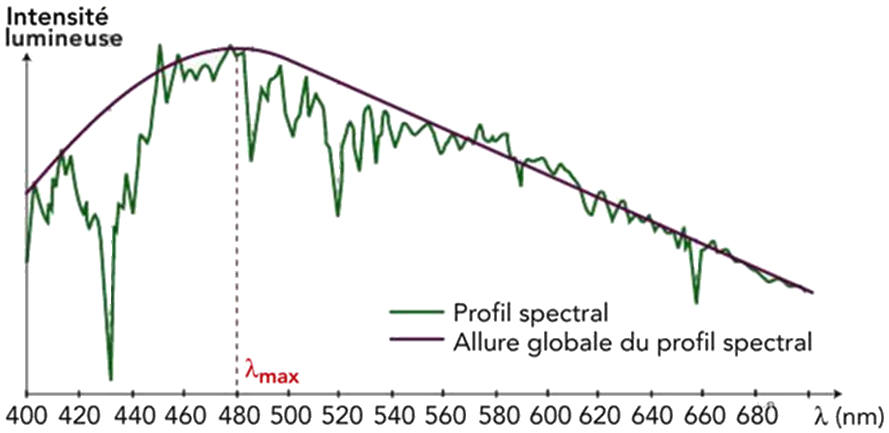 Intensité
lumineuse
Profil spectral
Allure globale du profil spectral
λmax
400 420 440 460 480 500 520 540 560 580 600 620 640 660 680 λ (nm)